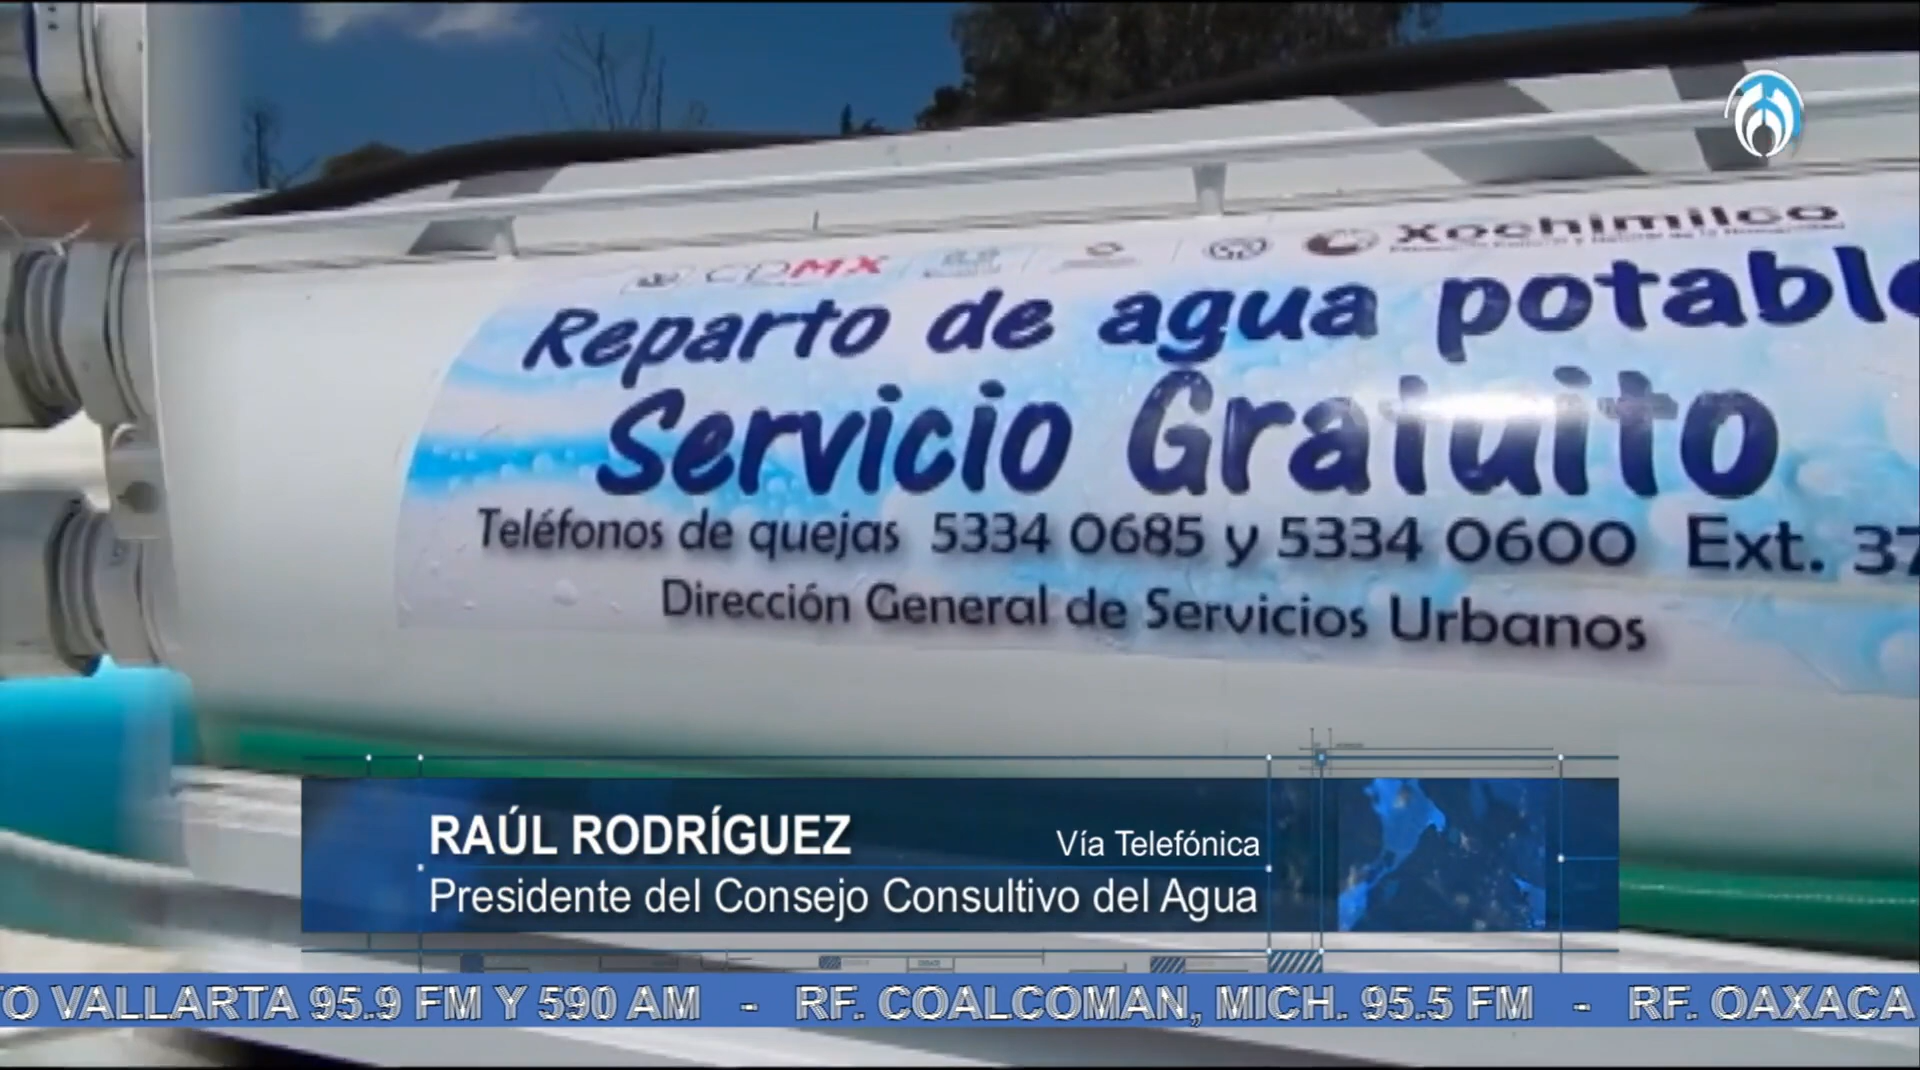 CDMX
Xochimilco
Reparto de agua potable
Servicio Gratuito
Teléfonos de quejas 5334 0685 y 5334 0600 Ext. 37
Dirección General de Servicios Urbanos
RAÚL RODRÍGUEZ Vía Telefónica
Presidente del Consejo Consultivo del Agua
TO VALLARTA 95.9 FM Y 590 AM - RF. COALCOMAN, MICH. 95.5 FM - RF. OAXACA